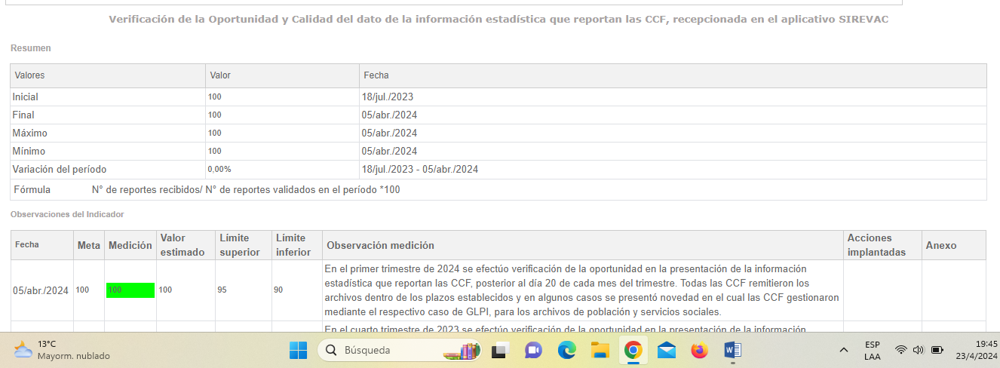 Verificación de la Oportunidad y Calidad del dato de la información estadística que reportan las CCF, recepcionada en el aplicativo SIREVAC
Resumen
Valores Valor Fecha
Inicial 100 18/jul./2023
Final 100 05/abr./2024
Máximo 100 05/abr./2024
Mínimo 100 05/abr./2024
Variación del período 0,00% 18/jul./2023 - 05/abr./2024
Fórmula N° de reportes recibidos/ N° de reportes validados en el período *100
Observaciones del Indicador
Fecha Meta Medición Valor estimado Límite superior Límite inferior Observación medición Acciones implantadas Anexo
05/abr./2024 100 100 100 95 90
En el primer trimestre de 2024 se efectúo verificación de la oportunidad en la presentación de la información
estadística que reportan las CCF, posterior al día 20 de cada mes del trimestre. Todas las CCF remitieron los
archivos dentro de los plazos establecidos y en algunos casos se presentó novedad en el cual las CCF gestionaron
mediante el respectivo caso de GLPI, para los archivos de población y servicios sociales.
En el cuarto trimestre de 2023 se efectúo verificación de la oportunidad en la presentación de la información
13°C
Mayorm. nublado
Búsqueda
ESP
LAA
19:45
23/4/2024